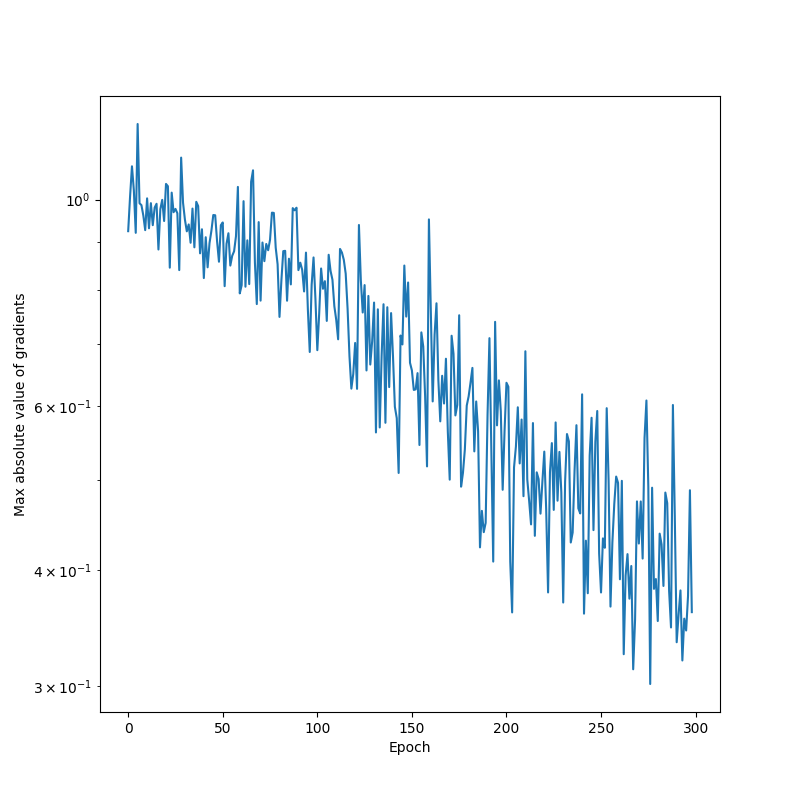 Max absolute value of gradients
10⁰
6 × 10⁻¹
4 × 10⁻¹
3 × 10⁻¹
0 50 100 150 200 250 300
Epoch